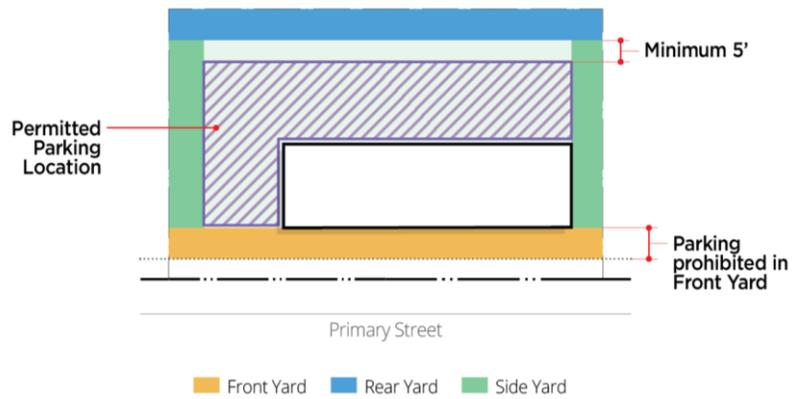 Minimum 5’
Permitted
Parking
Location
Parking
prohibited in
Front Yard
Primary Street
Front Yard
Rear Yard
Side Yard